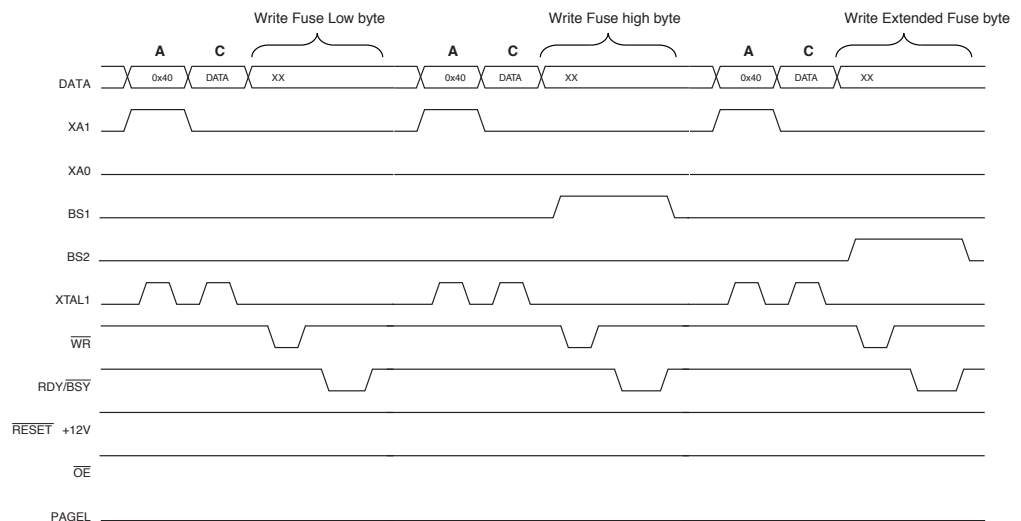 Write Fuse Low byte Write Fuse high byte Write Extended Fuse byte
A C A C A C
DATA 0x40 DATA XX 0x40 DATA XX 0x40 DATA XX
XA1
XA0
BS1
BS2
XTAL1
WR
RDY/BSY
RESET +12V
OE
PAGEL